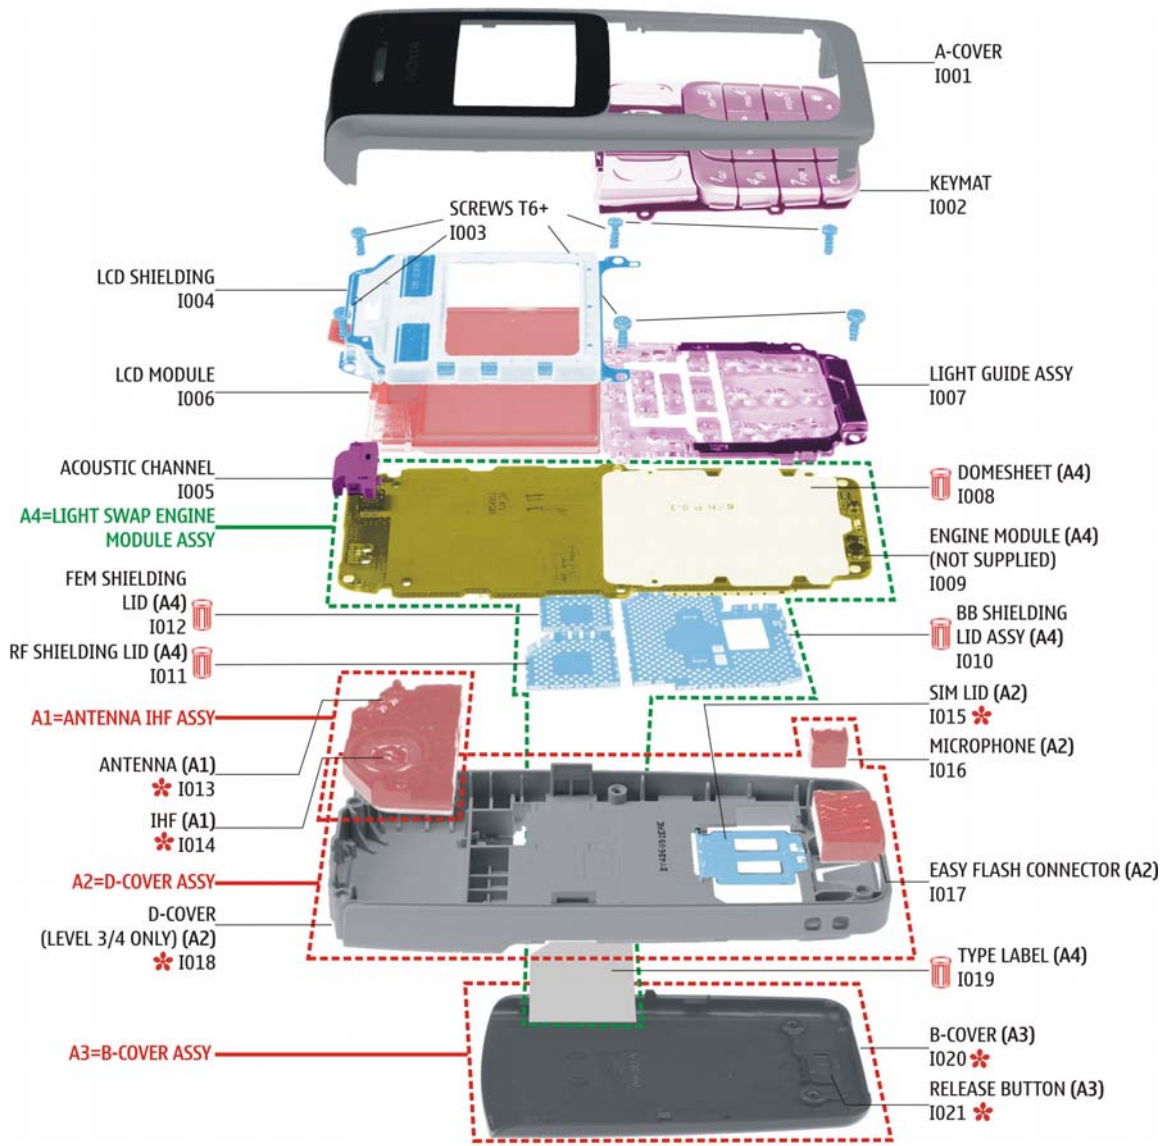 A-COVER
I001
KEYMAT
I002
SCREWS T6+
I003
LCD SHIELDING
I004
LCD MODULE
I006
LIGHT GUIDE ASSY
I007
ACOUSTIC CHANNEL
I005
DOMESHEET (A4)
I008
A4=LIGHT SWAP ENGINE
MODULE ASSY
ENGINE MODULE (A4)
(NOT SUPPLIED)
I009
FEM SHIELDING
LID (A4)
I012
BB SHIELDING
LID ASSY (A4)
I010
RF SHIELDING LID (A4)
I011
SIM LID (A2)
I015
A1=ANTENNA IHF ASSY
MICROPHONE (A2)
I016
ANTENNA (A1)
I013
IHF (A1)
I014
A2=D-COVER ASSY
EASY FLASH CONNECTOR (A2)
I017
D-COVER
(LEVEL 3/4 ONLY) (A2)
I018
TYPE LABEL (A4)
I019
A3=B-COVER ASSY
B-COVER (A3)
I020
RELEASE BUTTON (A3)
I021